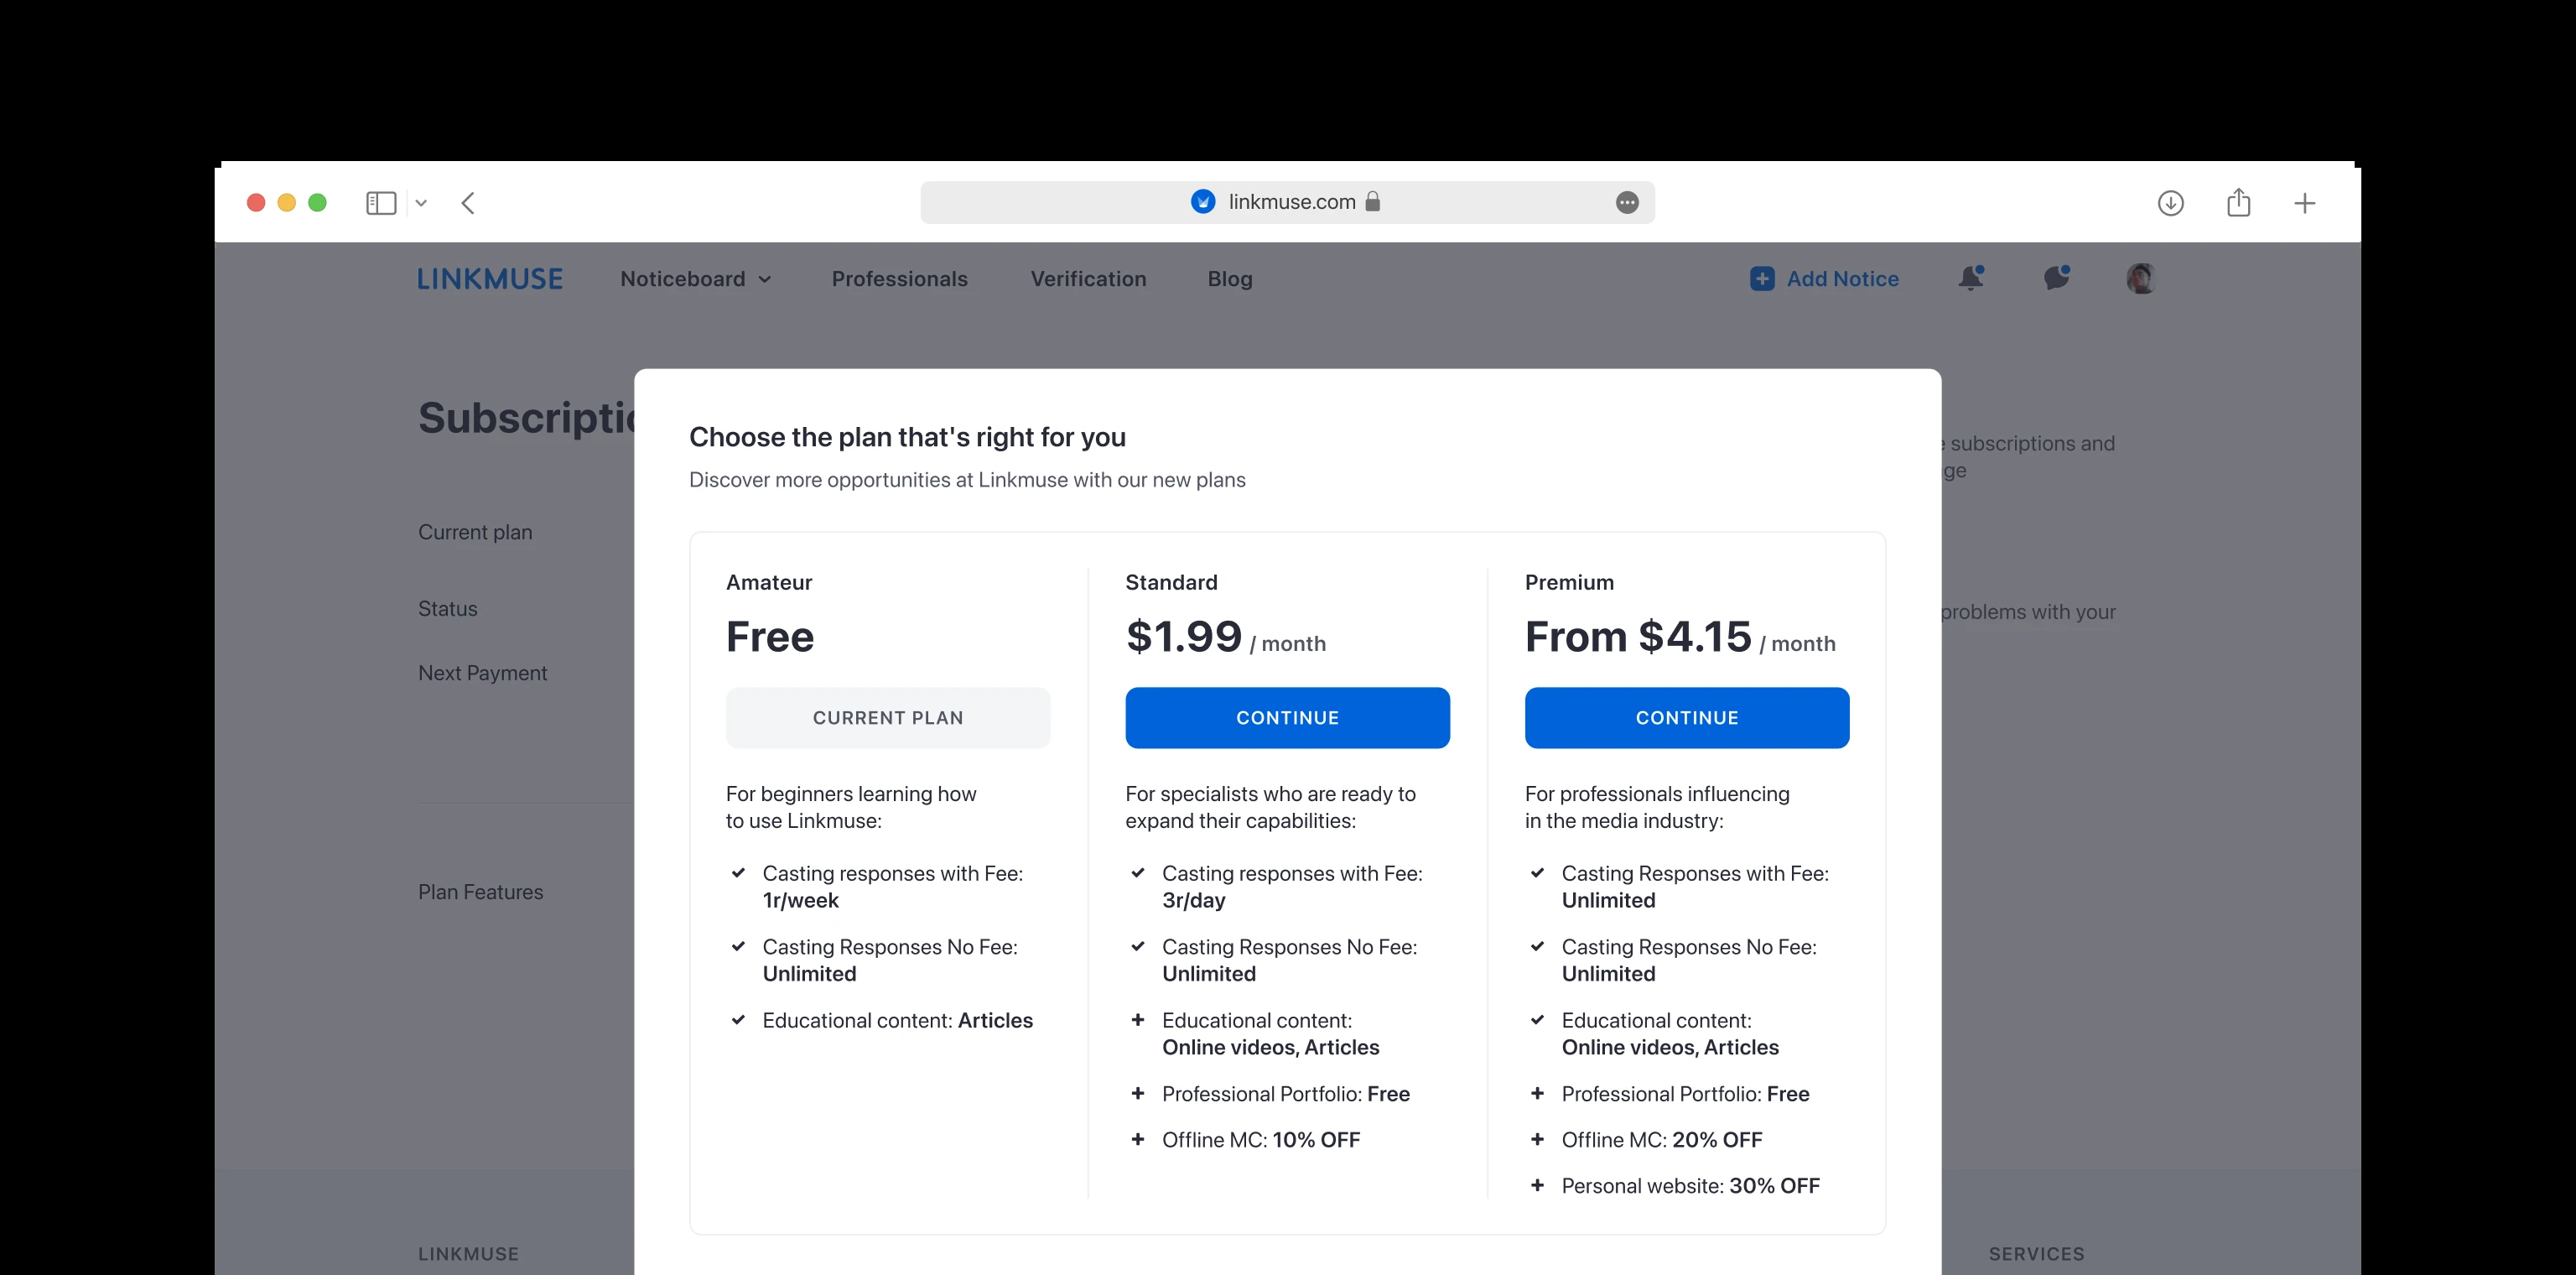 linkmuse.com
LINKMUSE
Noticeboard
Professionals
Verification
Blog
Add Notice
Choose the plan that's right for you
Discover more opportunities at Linkmuse with our new plans
subscriptions and
Current plan
Status
problems with your
Next Payment
Plan Features
Amateur
Free
CURRENT PLAN
For beginners learning how
to use Linkmuse:
Casting responses with Fee:
1r/week
Casting Responses No Fee:
Unlimited
Educational content: Articles
Standard
$1.99 / month
CONTINUE
For specialists who are ready to
expand their capabilities:
Casting responses with Fee:
3r/day
Casting Responses No Fee:
Unlimited
Educational content:
Online videos, Articles
Professional Portfolio: Free
Offline MC: 10% OFF
Premium
From $4.15 / month
CONTINUE
For professionals influencing
in the media industry:
Casting Responses with Fee:
Unlimited
Casting Responses No Fee:
Unlimited
Educational content:
Online videos, Articles
Professional Portfolio: Free
Offline MC: 20% OFF
Personal website: 30% OFF
LINKMUSE
SERVICES